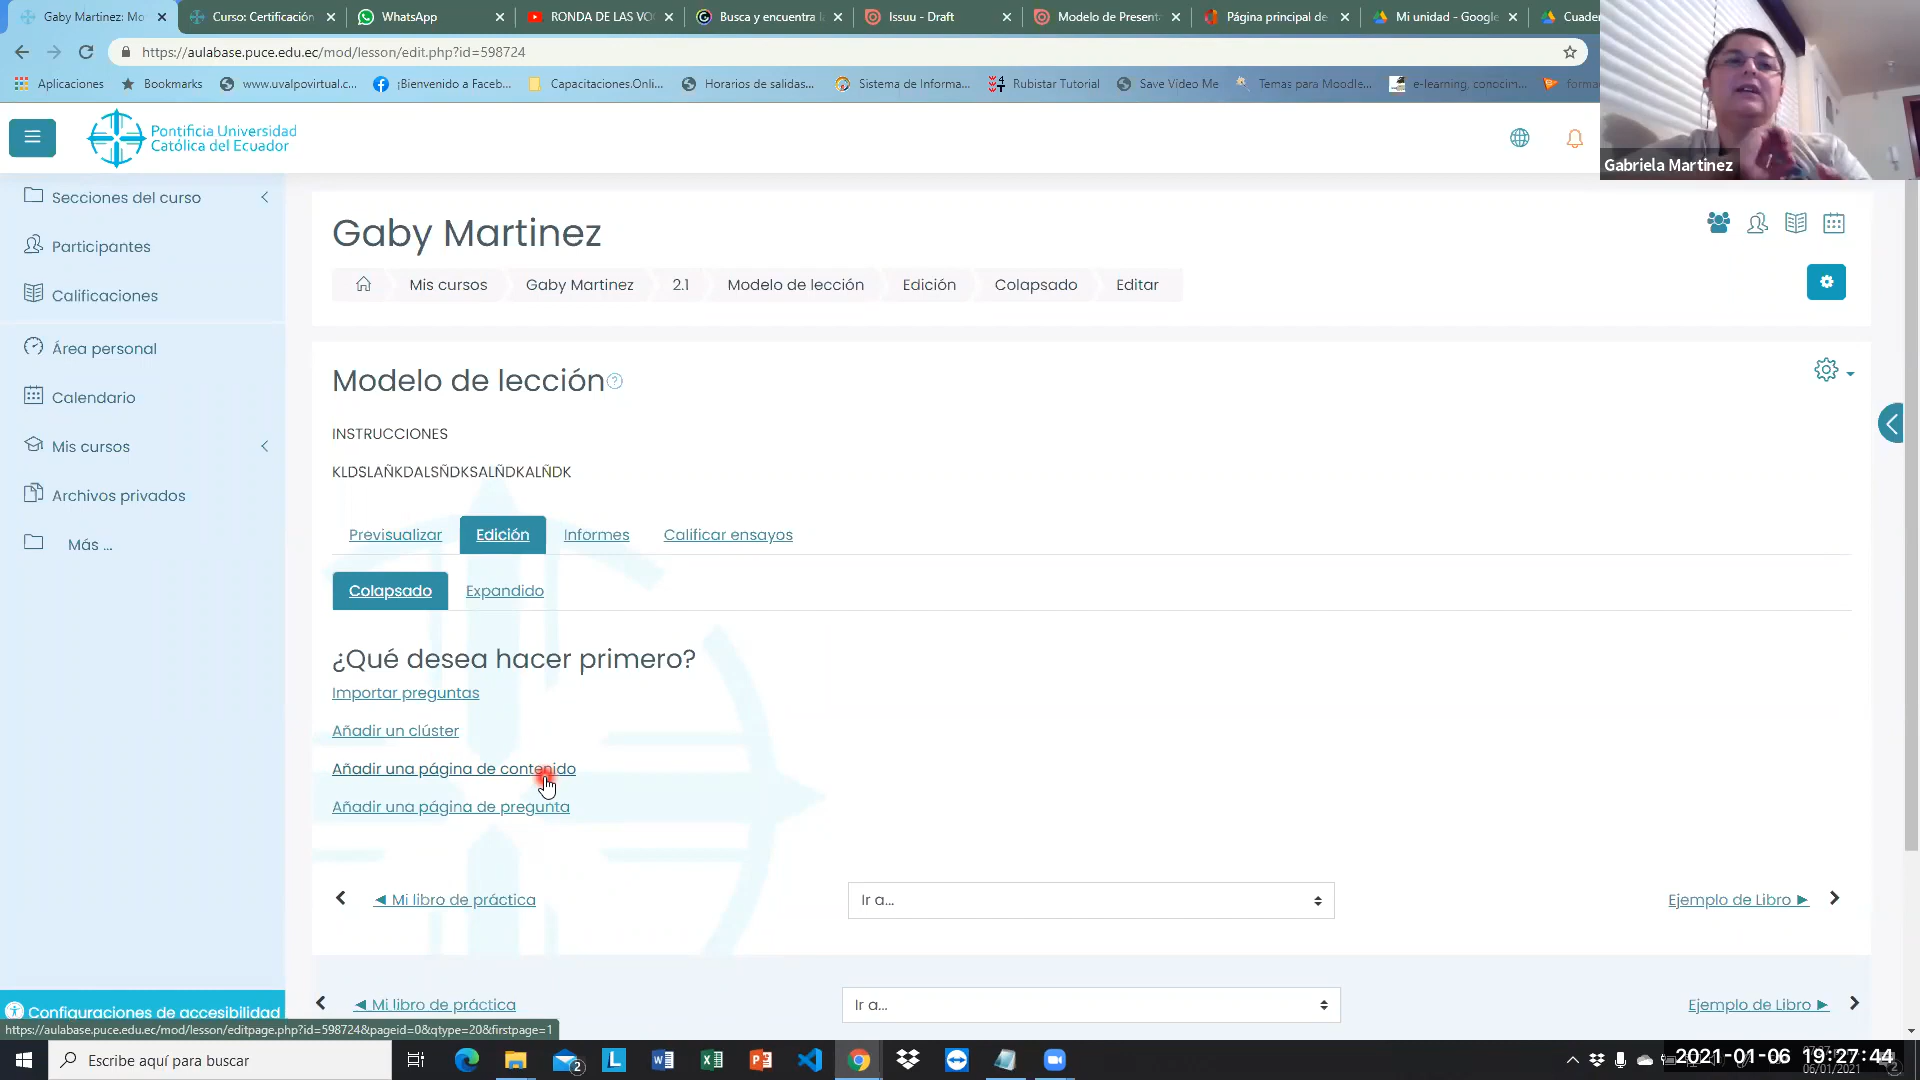 Gaby Martinez: Mo
Curso: Certificación
WhatsApp
RONDA DE LAS VO
Busca y encuentra
Issuu - Draft
Modelo de Present
Página principal de
Mi unidad - Google
Cuade
https://aulabase.puce.edu.ec/mod/lesson/edit.php?id=598724
Aplicaciones
Bookmarks
www.uvalpovirtual.c...
¡Bienvenido a Faceb...
Capacitaciones.Onli...
Horarios de salidas...
Sistema de Informa...
Rubistar Tutorial
Save Video Me
Temas para Moodle...
e-learning, conocim...
forma
Pontificia Universidad
Católica del Ecuador
Gabriela Martinez
Secciones del curso
Participantes
Calificaciones
Área personal
Calendario
Mis cursos
Archivos privados
Más ...
Configuraciones de accesibilidad
Gaby Martinez
Mis cursos
Gaby Martinez
2.1
Modelo de lección
Edición
Colapsado
Editar
Modelo de lección
INSTRUCCIONES
KLDSLAÑKDALSÑDKSALÑDKALÑDK
Previsualizar
Edición
Informes
Calificar ensayos
Colapsado
Expandido
¿Qué desea hacer primero?
Importar preguntas
Añadir un clúster
Añadir una página de contenido
Añadir una página de pregunta
◄ Mi libro de práctica
Ir a...
Ejemplo de Libro ►
◄ Mi libro de práctica
Ir a...
Ejemplo de Libro ►
https://aulabase.puce.edu.ec/mod/lesson/editpage.php?id=598724&pageid=0&qtype=20&firstpage=1
Escribe aquí para buscar
2
2021-01-06 19:27:44
06/01/2021